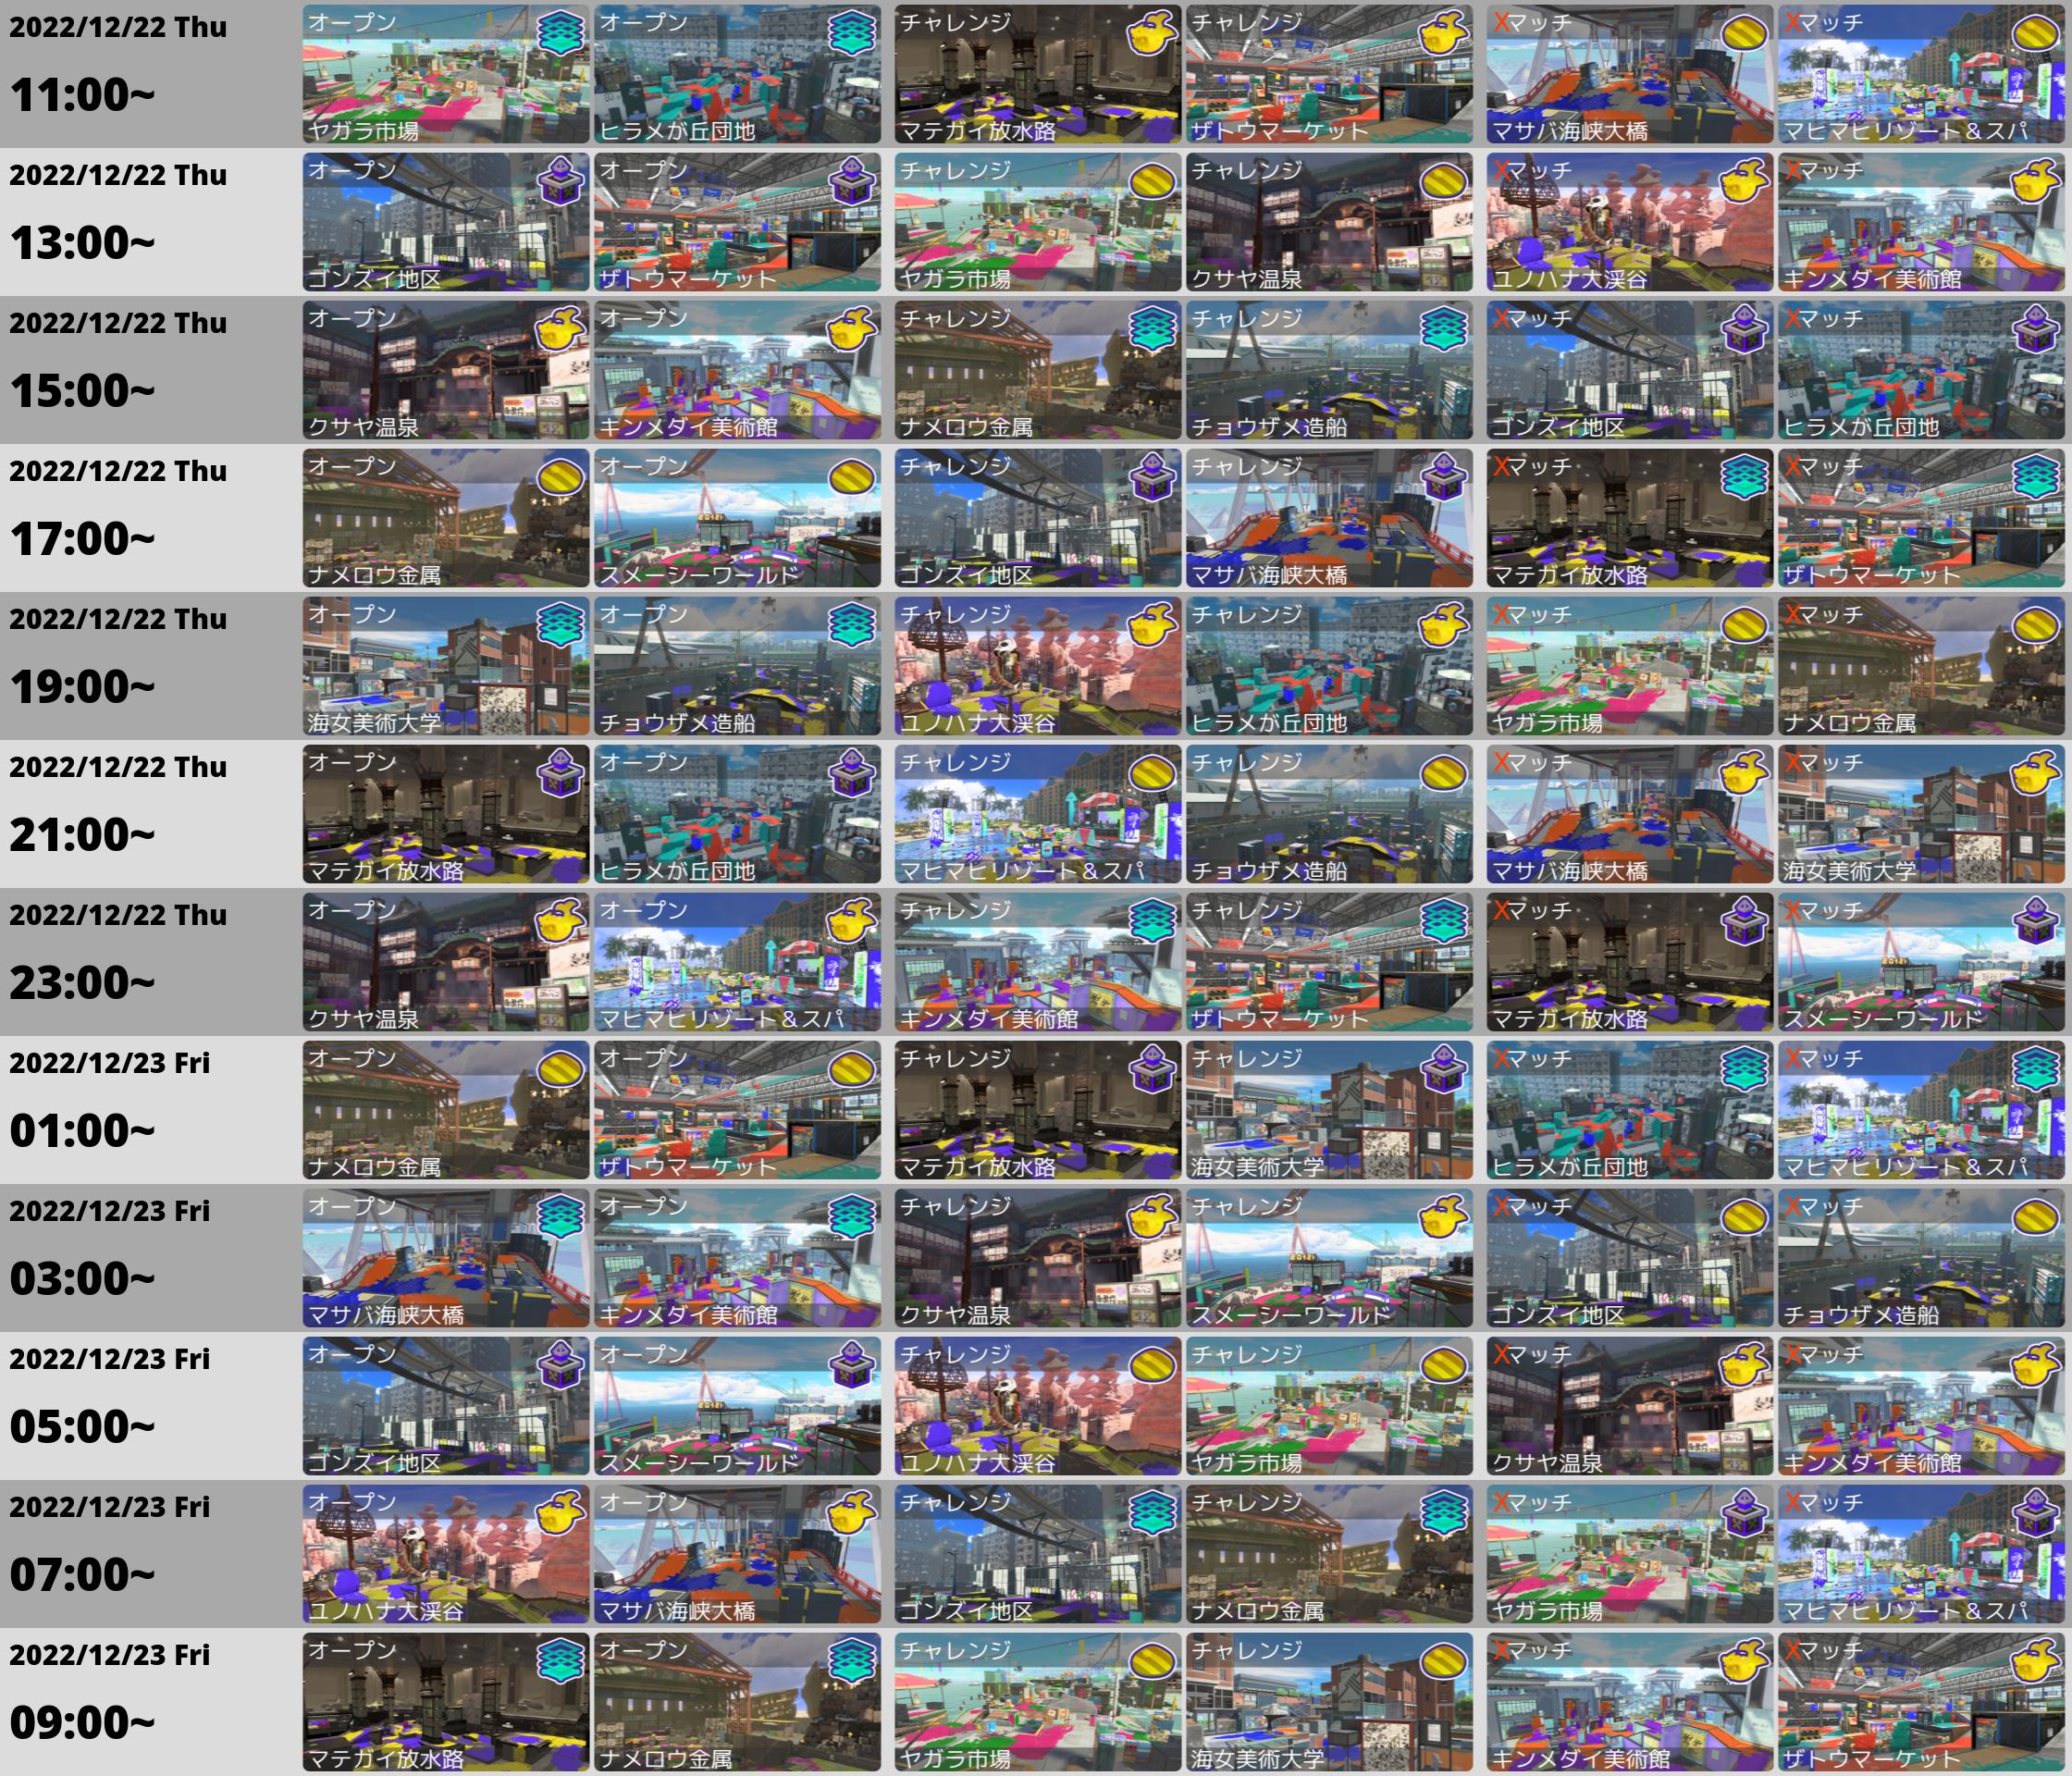 2022/12/22 Thu
11:00~
オープン
ヤガラ市場
オープン
ヒラメが丘団地
チャレンジ
マテガイ放水路
チャレンジ
ザトウマーケット
Xマッチ
マサバ海峡大橋
Xマッチ
マヒマヒリゾート＆スパ
2022/12/22 Thu
13:00~
オープン
ゴンズイ地区
オープン
ザトウマーケット
チャレンジ
ヤガラ市場
チャレンジ
クサヤ温泉
Xマッチ
ユノハナ大渓谷
Xマッチ
キンメダイ美術館
2022/12/22 Thu
15:00~
オープン
クサヤ温泉
オープン
キンメダイ美術館
チャレンジ
ナメロウ金属
チャレンジ
チョウザメ造船
Xマッチ
ゴンズイ地区
Xマッチ
ヒラメが丘団地
2022/12/22 Thu
17:00~
オープン
ナメロウ金属
オープン
スメーシーワールド
チャレンジ
ゴンズイ地区
チャレンジ
マサバ海峡大橋
Xマッチ
マテガイ放水路
Xマッチ
ザトウマーケット
2022/12/22 Thu
19:00~
オープン
海女美術大学
オープン
チョウザメ造船
チャレンジ
ユノハナ大渓谷
チャレンジ
ヒラメが丘団地
Xマッチ
ヤガラ市場
Xマッチ
ナメロウ金属
2022/12/22 Thu
21:00~
オープン
マテガイ放水路
オープン
ヒラメが丘団地
チャレンジ
マヒマヒリゾート＆スパ
チャレンジ
チョウザメ造船
Xマッチ
マサバ海峡大橋
Xマッチ
海女美術大学
2022/12/22 Thu
23:00~
オープン
クサヤ温泉
オープン
マヒマヒリゾート＆スパ
チャレンジ
キンメダイ美術館
チャレンジ
ザトウマーケット
Xマッチ
マテガイ放水路
Xマッチ
スメーシーワールド
2022/12/23 Fri
01:00~
オープン
ナメロウ金属
オープン
ザトウマーケット
チャレンジ
マテガイ放水路
チャレンジ
海女美術大学
Xマッチ
ヒラメが丘団地
Xマッチ
マヒマヒリゾート＆スパ
2022/12/23 Fri
03:00~
オープン
マサバ海峡大橋
オープン
キンメダイ美術館
チャレンジ
クサヤ温泉
チャレンジ
スメーシーワールド
Xマッチ
ゴンズイ地区
Xマッチ
チョウザメ造船
2022/12/23 Fri
05:00~
オープン
ゴンズイ地区
オープン
スメーシーワールド
チャレンジ
ユノハナ大渓谷
チャレンジ
ヤガラ市場
Xマッチ
クサヤ温泉
Xマッチ
キンメダイ美術館
2022/12/23 Fri
07:00~
オープン
ユノハナ大渓谷
オープン
マサバ海峡大橋
チャレンジ
ゴンズイ地区
チャレンジ
ナメロウ金属
Xマッチ
ヤガラ市場
Xマッチ
マヒマヒリゾート＆スパ
2022/12/23 Fri
09:00~
オープン
マテガイ放水路
オープン
ナメロウ金属
チャレンジ
ヤガラ市場
チャレンジ
海女美術大学
Xマッチ
キンメダイ美術館
Xマッチ
ザトウマーケット